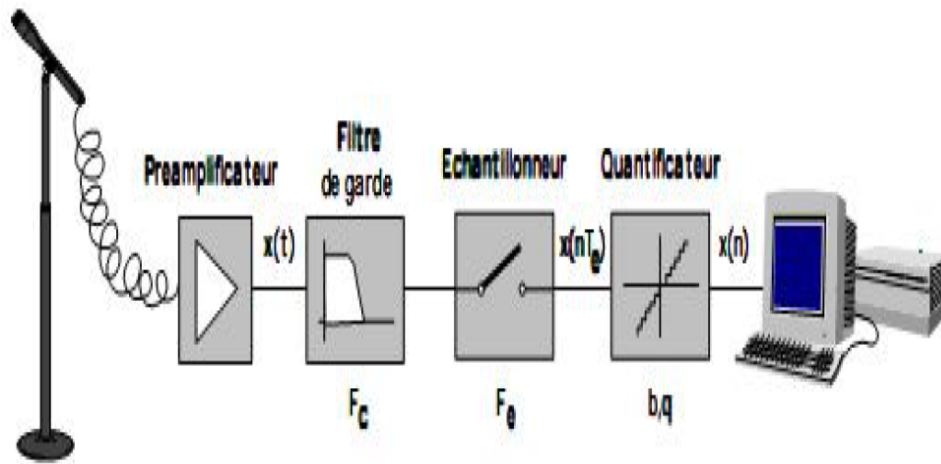 Filtre
de garde
Preamplificateur
Echantillonneur
Quantificateur
x(t)
x(nTe)
x(n)
Fc
Fe
b,q